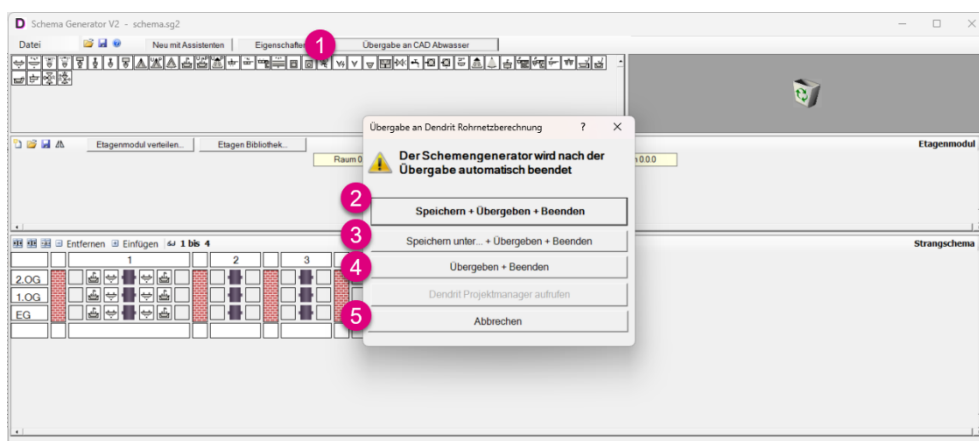 D Schema Generator V2 - schema.sg2
Datei Neu mit Assistenten Eigenschaften 1 Übergabe an CAD Abwasser
Übergabe an Dendrit Rohrnetzberechnung ? ×
Etagenmodul verteilen... Etagen Bibliothek... Etagenmodul
Der Schemengenerator wird nach der
Übergabe automatisch beendet
2
Speichern + Übergeben + Beenden
3
Speichern unter... + Übergeben + Beenden
4
Übergeben + Beenden
Dendrit Projektmanager aufrufen
5
Abbrechen
Entfernen Einfügen 1 bis 4 Strangschema
1 2 3
2.OG
1.OG
EG